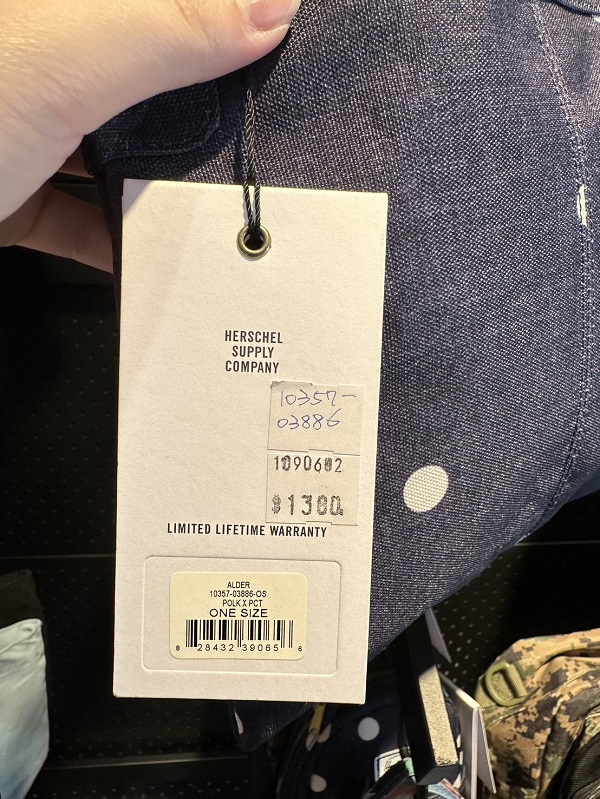 HERSCHEL
SUPPLY
COMPANY
10357-
03886
1090602
$1380
LIMITED LIFETIME WARRANTY
ALDER
10357-03886-OS
POLK X PCT
ONE SIZE
8 28432 39065 6